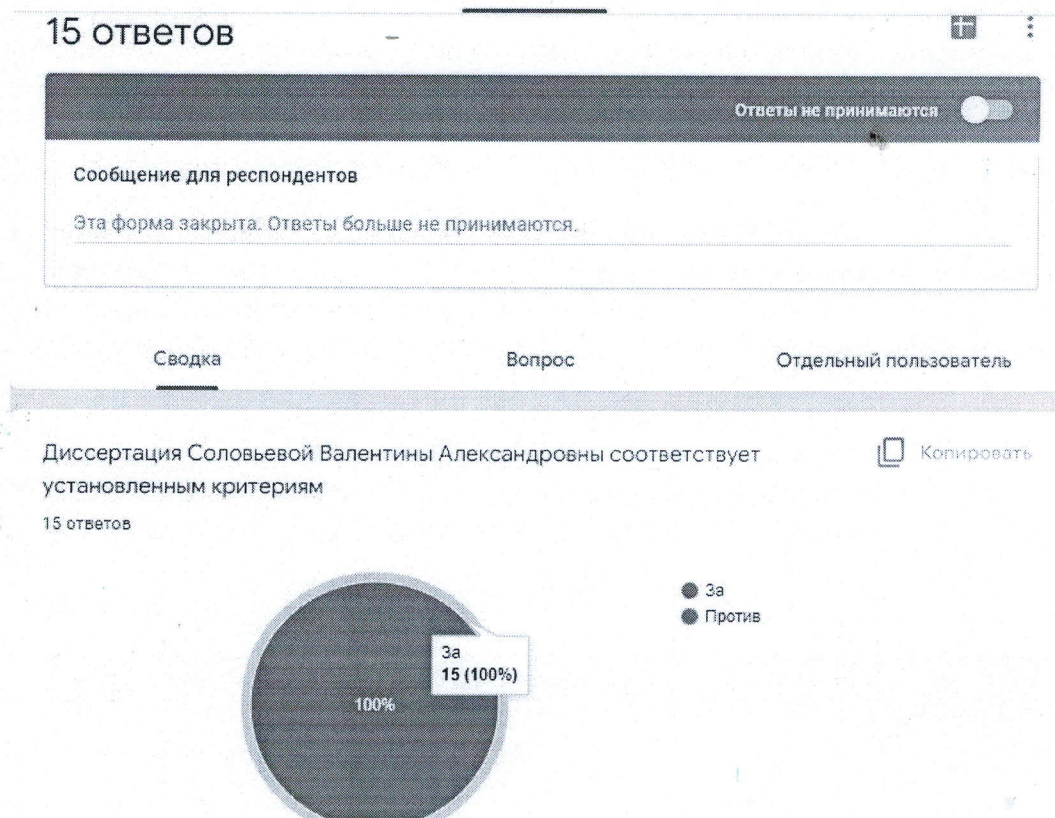 15 ответов
Ответы не принимаются
Сообщение для респондентов
Эта форма закрыта. Ответы больше не принимаются.
Сводка Вопрос Отдельный пользователь
Диссертация Соловьевой Валентины Александровны соответствует
установленным критериям
Копировать
15 ответов
За
Против
За
15 (100%)
100%